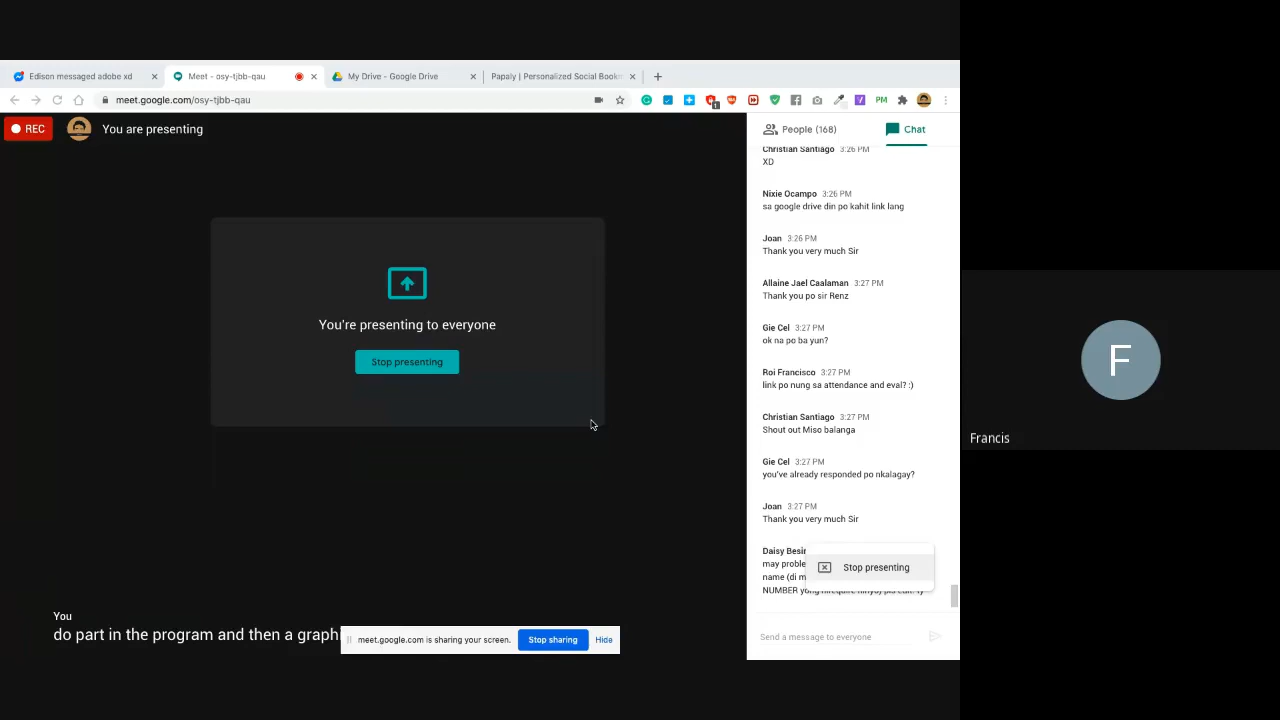 Edison messaged adobe xd
Meet - osy-tjbb-qau
My Drive - Google Drive
Papaly | Personalized Social Bookm
meet.google.com/osy-tjbb-qau
1
PM
REC
You are presenting
People (168)
Chat
Christian Santiago 3:26 PM
XD
Nixie Ocampo 3:26 PM
sa google drive din po kahit link lang
Joan 3:26 PM
Thank you very much Sir
Allaine Jael Caalaman 3:27 PM
Thank you po sir Renz
You're presenting to everyone
Stop presenting
Gie Cel 3:27 PM
ok na po ba yun?
Roi Francisco 3:27 PM
link po nung sa attendance and eval? :)
Christian Santiago 3:27 PM
Shout out Miso balanga
Gie Cel 3:27 PM
you've already responded po nkalagay?
Joan 3:27 PM
Thank you very much Sir
Daisy Besir
may proble
name (di m
NUMBER
Stop presenting
You
do part in the program and then a graph
meet.google.com is sharing your screen.
Stop sharing
Hide
Send a message to everyone
F
Francis